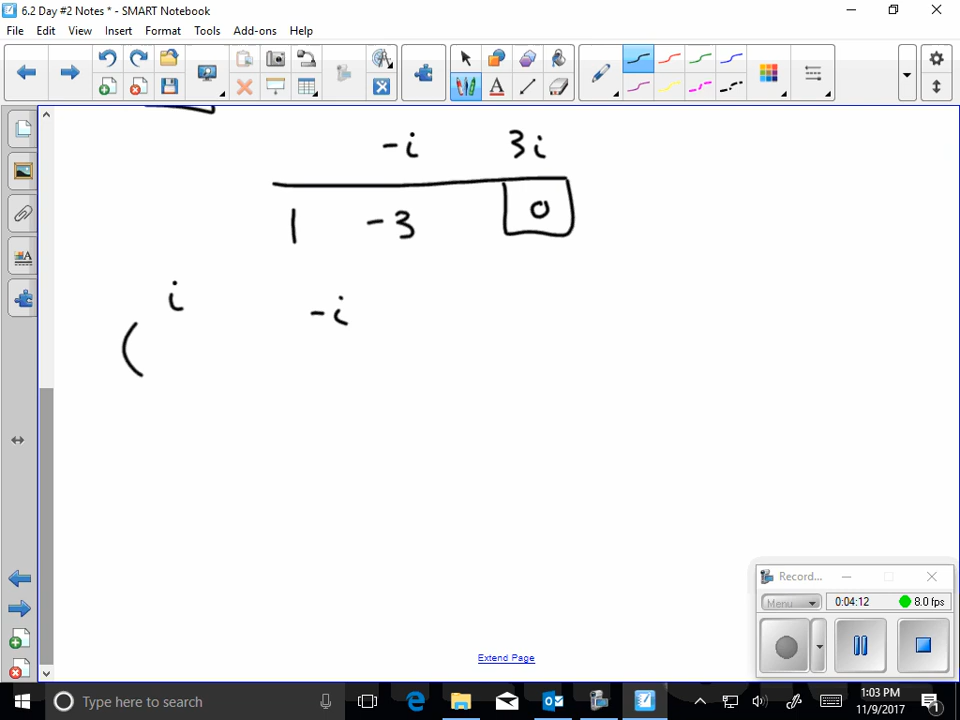 6.2 Day #2 Notes * - SMART Notebook
File Edit View Insert Format Tools Add-ons Help
-i 3i
1 -3 0
i -i
(
Record...
Menu 0:04:12 8.0 fps
Extend Page
Type here to search
1:03 PM
11/9/2017
1